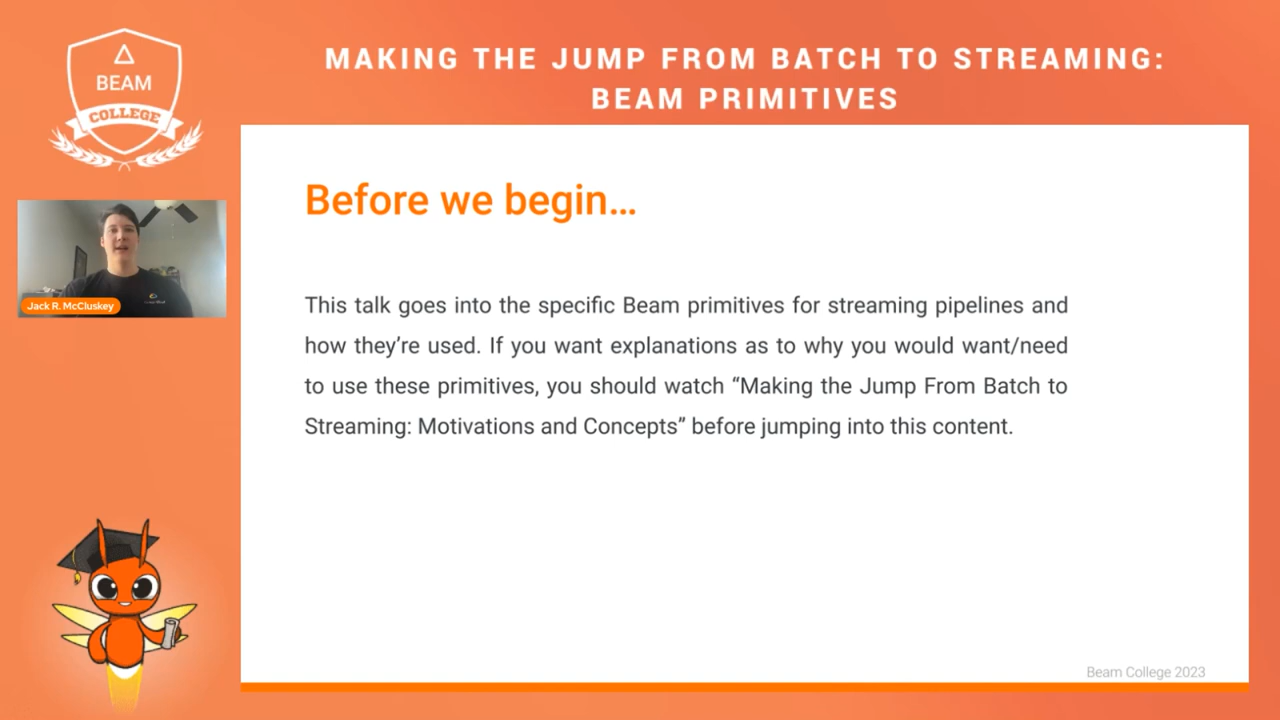 BEAM
COLLEGE
MAKING THE JUMP FROM BATCH TO STREAMING:
BEAM PRIMITIVES
Jack R. McCluskey
Before we begin...
This talk goes into the specific Beam primitives for streaming pipelines and
how they’re used. If you want explanations as to why you would want/need
to use these primitives, you should watch “Making the Jump From Batch to
Streaming: Motivations and Concepts” before jumping into this content.
Beam College 2023